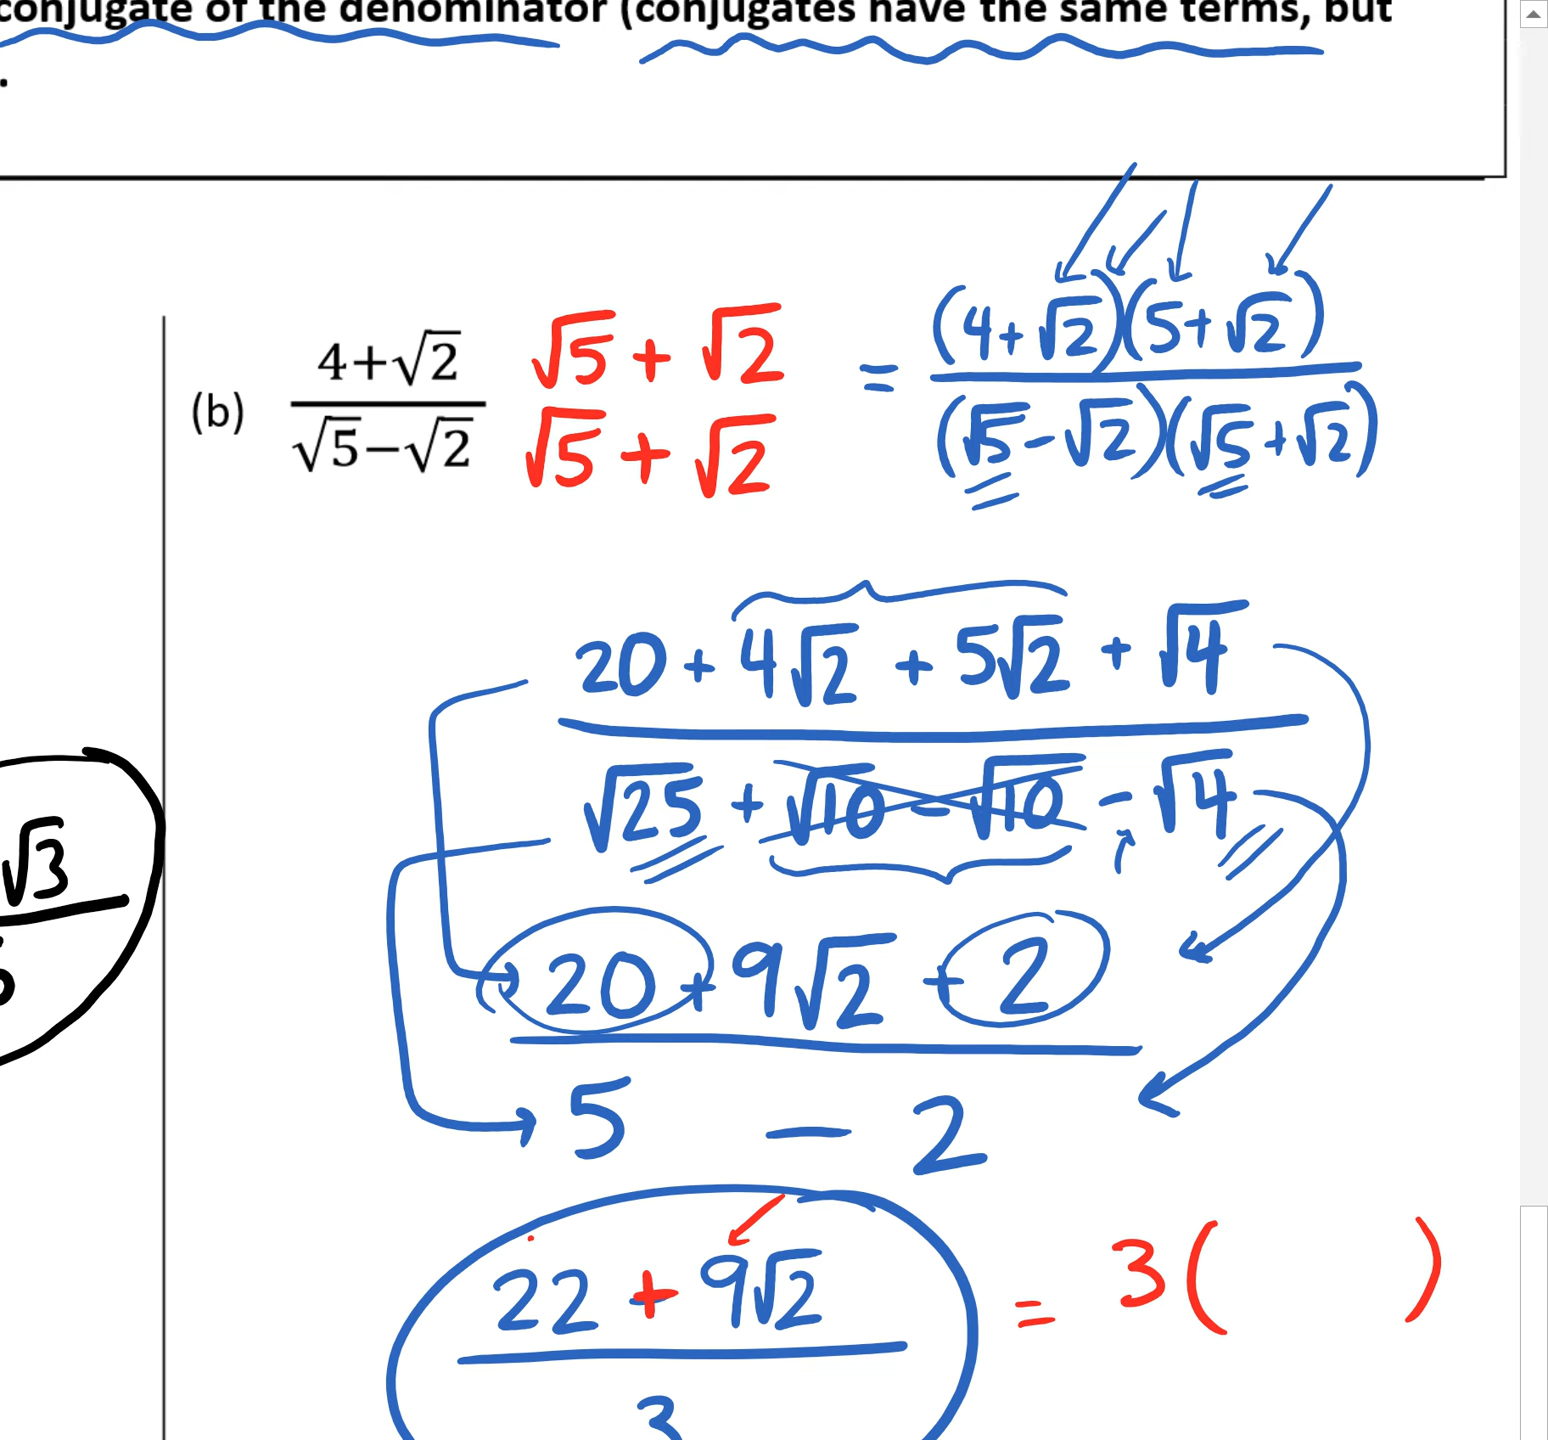 conjugate of the denominator (conjugates have the same terms, but
.
(b) (4+√2)/(√5−√2) (√5 + √2)/(√5 + √2) = ((4+√2)(5+√2))/((√5-√2)(√5+√2))
20 + 4√2 + 5√2 + √4
√25 + √10 - √10 - √4
√3
20 + 9√2 + 2
5 - 2
22 + 9√2 = 3( )
3